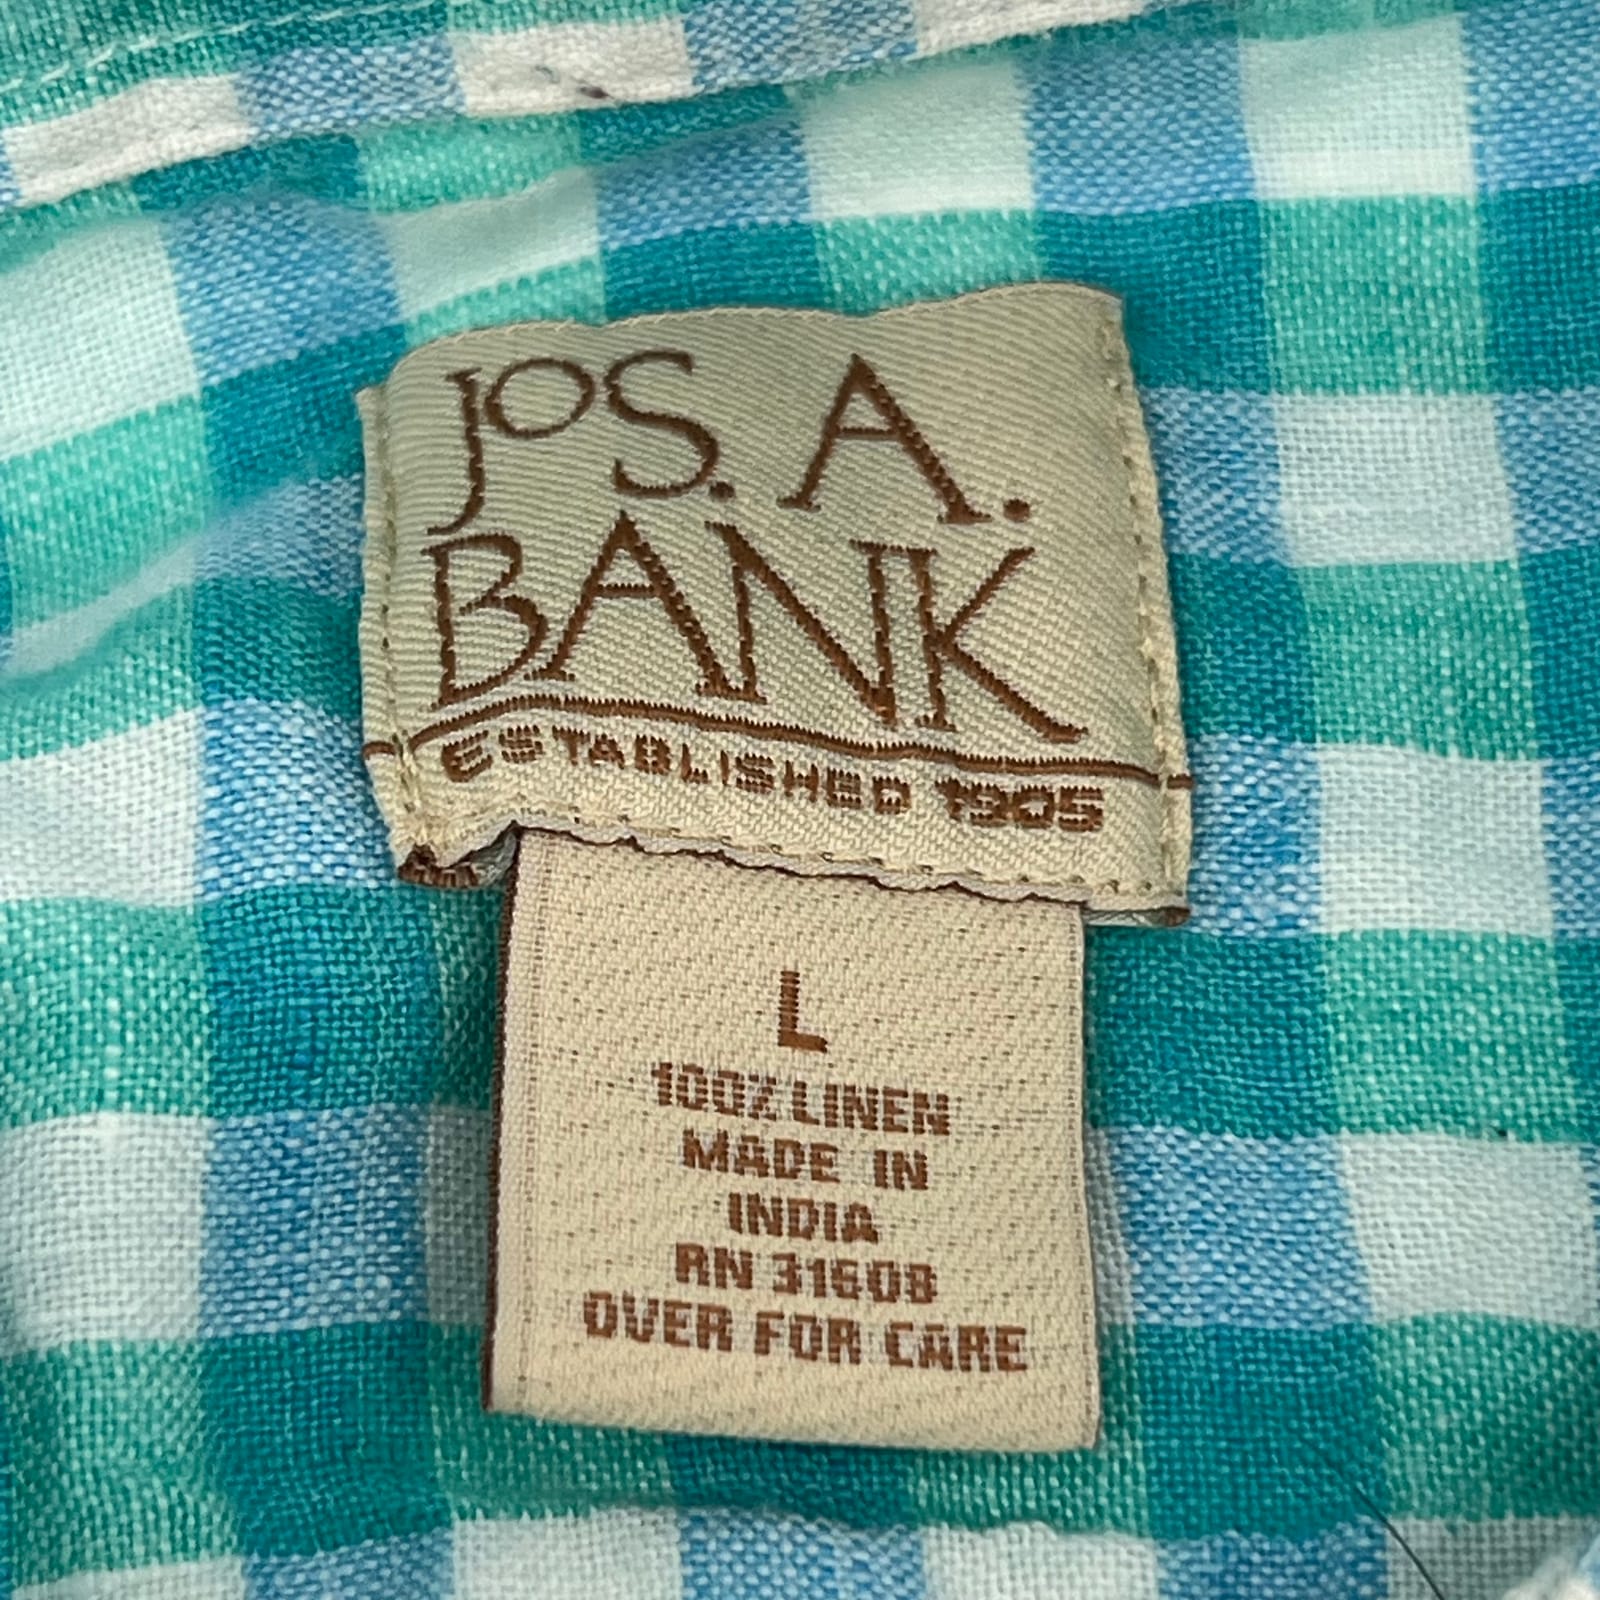 JOS. A.
BANK
ESTABLISHED 1905
L
100% LINEN
MADE IN
INDIA
RN 31608
OVER FOR CARE